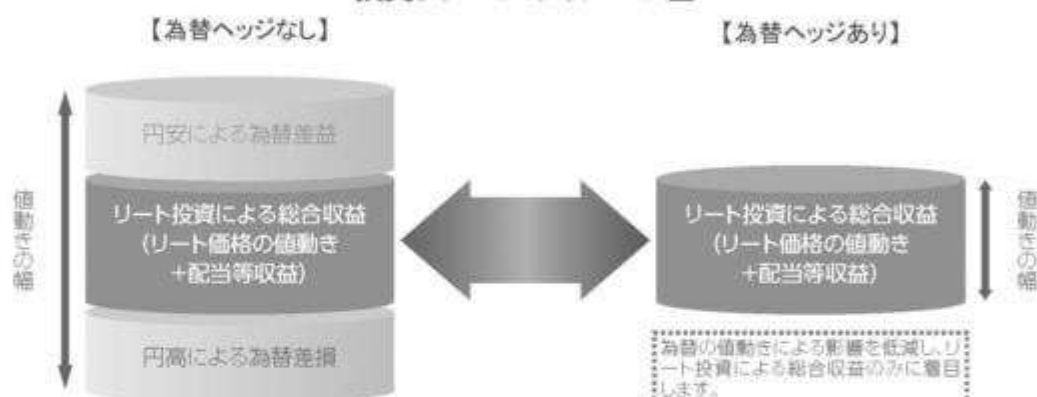 【為替ヘッジなし】
【為替ヘッジあり】
値動きの幅
円安による為替差益
リート投資による総合収益
(リート価格の値動き
+配当等収益)
円高による為替差損
リート投資による総合収益
(リート価格の値動き
+配当等収益)
値動きの幅
為替の値動きによる影響を低減し、リ
ート投資による総合収益のみに着目
します。